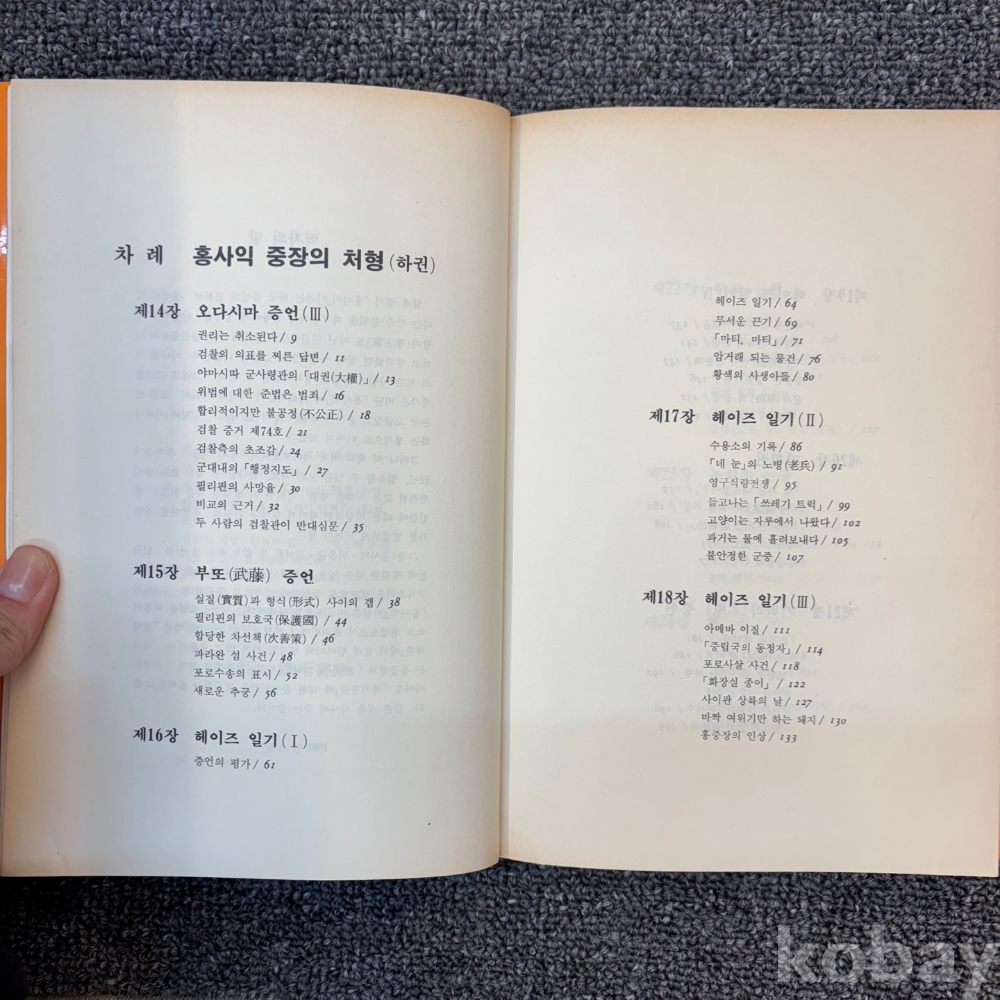 차 례 홍사익 중장의 처형 (하권)
제14장 오다시마 증언 (III)
권리는 취소된다 / 9
검찰의 의표를 찌른 답변 / 11
야마시따 군사령관의 「대권(大權)」 / 13
위법에 대한 준법은 범죄 / 16
합리적이지만 불공정(不公正) / 18
검찰 증거 제74호 / 21
검찰측의 초조감 / 24
군대내의 「행정지도」 / 27
필리핀의 사망율 / 30
비교의 근거 / 32
두 사람의 검찰관이 반대심문 / 35
제15장 부또(武藤) 증언
실질(實質)과 형식(形式) 사이의 갭 / 38
필리핀의 보호국(保護國) / 44
합당한 차선책(次善策) / 46
파라완 섬 사건 / 48
포로수송의 표시 / 52
새로운 추궁 / 56
제16장 헤이즈 일기 (I)
증언의 평가 / 61
헤이즈 일기 / 64
무서운 끈기 / 69
「마티, 마티」 / 71
암거래 되는 물건 / 76
황색의 사생아들 / 80
제17장 헤이즈 일기 (II)
수용소의 기록 / 86
「네 눈」의 노병(老兵) / 91
영구식량전쟁 / 95
들고나는 「쓰레기 트럭」 / 99
고양이는 자루에서 나왔다 / 102
과거는 물에 흘려보내다 / 105
불안정한 군중 / 107
제18장 헤이즈 일기 (III)
아메바 이질 / 111
「중립국의 동정자」 / 114
포로사살 사건 / 118
「화장실 종이」 / 122
사이판 상륙의 날 / 127
바짝 여위기만 하는 돼지 / 130
홍중장의 인상 / 133
kobay